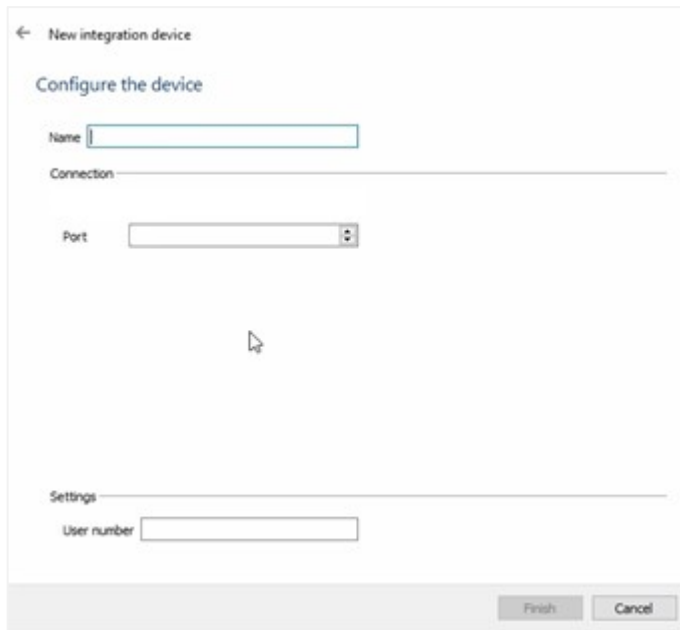 New integration device
Configure the device
Name
Connection
Port
Settings
User number
Finish
Cancel